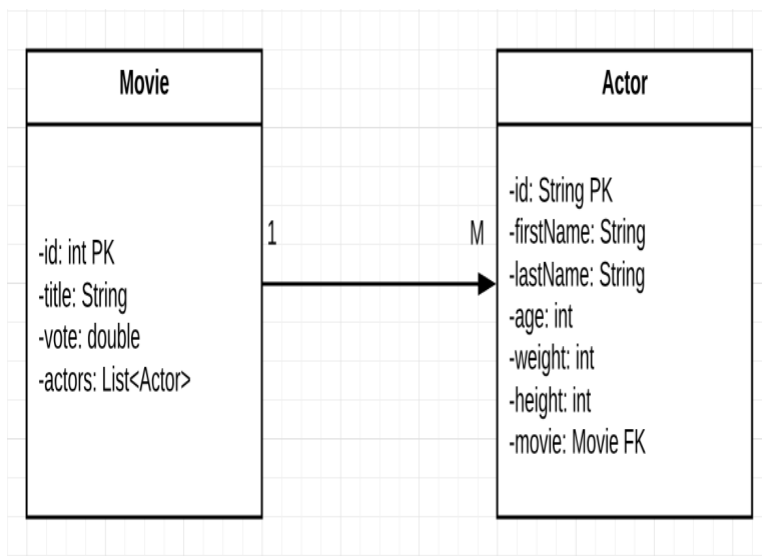 Movie
-id: int PK
-title: String
-vote: double
-actors: List<Actor>
1
M
Actor
-id: String PK
-firstName: String
-lastName: String
-age: int
-weight: int
-height: int
-movie: Movie FK